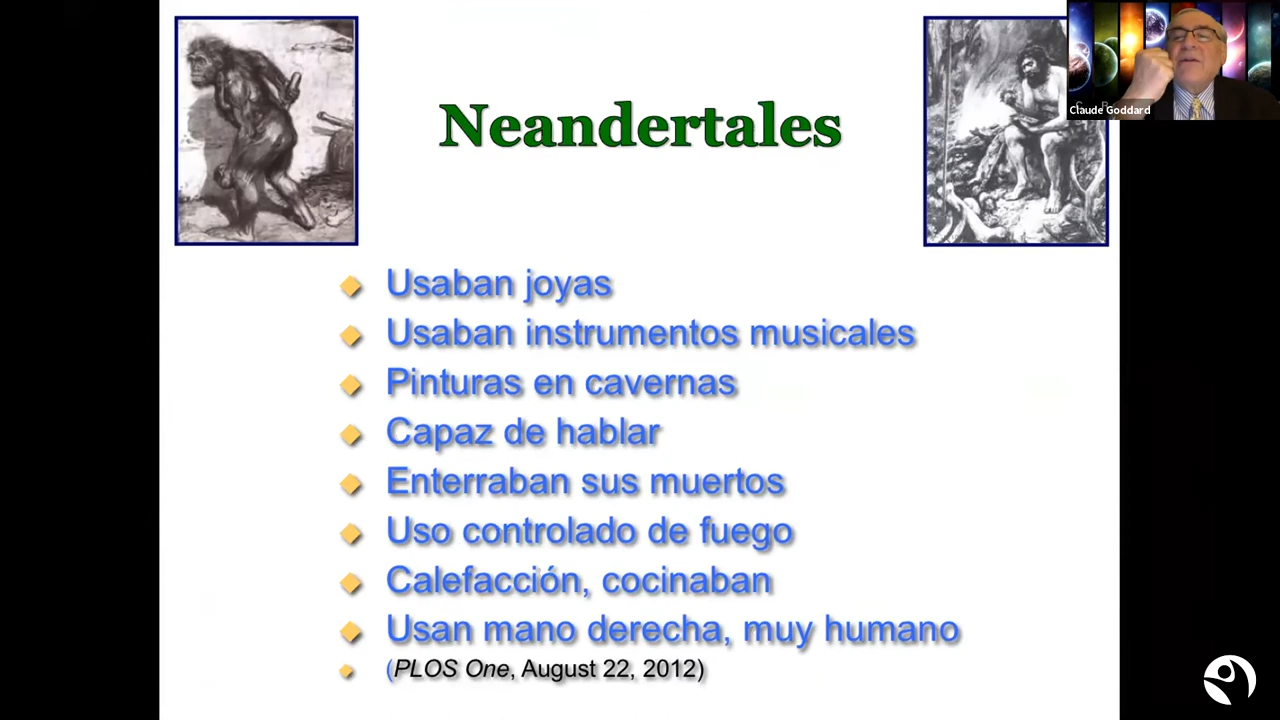 Claude Goddard
Neandertales
Usaban joyas
Usaban instrumentos musicales
Pinturas en cavernas
Capaz de hablar
Enterraban sus muertos
Uso controlado de fuego
Calefacción, cocinaban
Usan mano derecha, muy humano
(PLOS One, August 22, 2012)